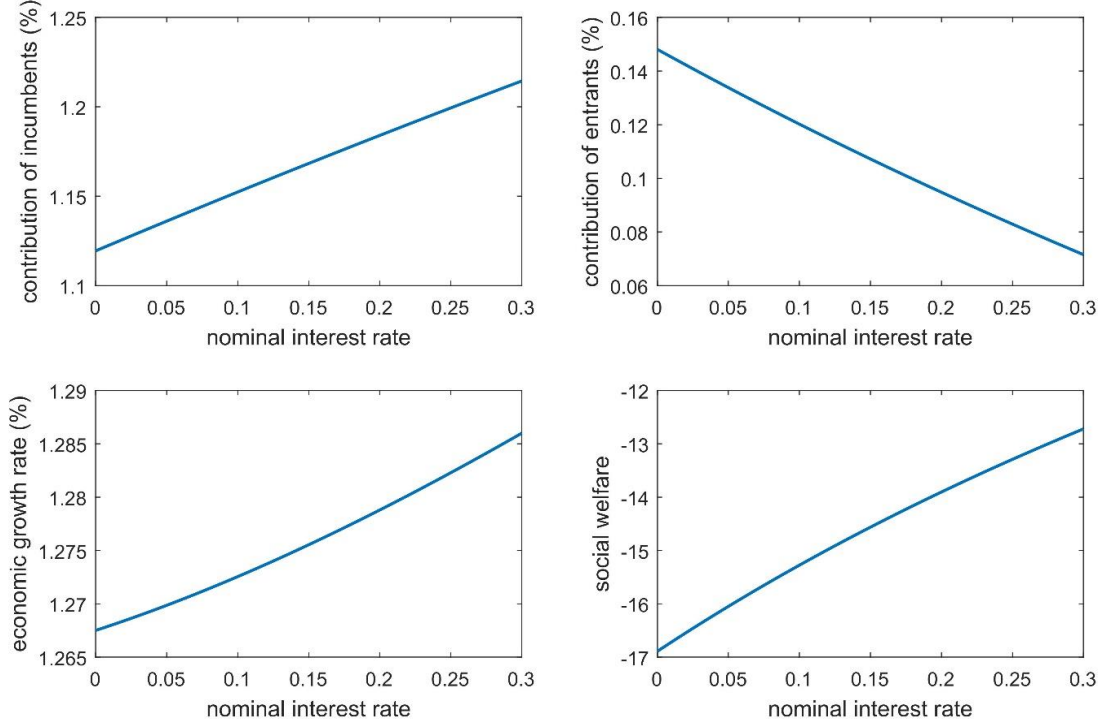 contribution of incumbents (%)
1.25
1.2
1.15
1.1
0 0.05 0.1 0.15 0.2 0.25 0.3
nominal interest rate
contribution of entrants (%)
0.16
0.14
0.12
0.1
0.08
0.06
0 0.05 0.1 0.15 0.2 0.25 0.3
nominal interest rate
economic growth rate (%)
1.29
1.285
1.28
1.275
1.27
1.265
0 0.05 0.1 0.15 0.2 0.25 0.3
nominal interest rate
social welfare
-12
-13
-14
-15
-16
-17
0 0.05 0.1 0.15 0.2 0.25 0.3
nominal interest rate